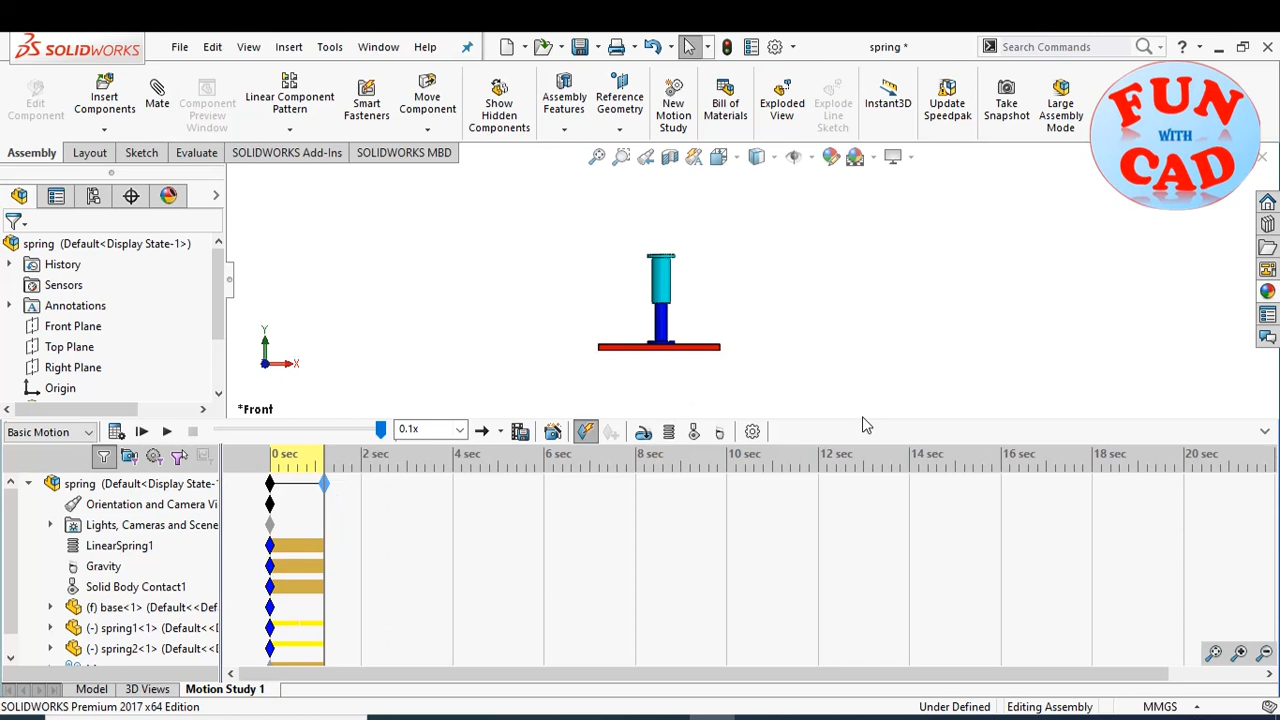 SOLIDWORKS
File Edit View Insert Tools Window Help
spring *
Search Commands
Edit Component
Insert Components
Mate
Component Preview Window
Linear Component Pattern
Smart Fasteners
Move Component
Show Hidden Components
Assembly Features
Reference Geometry
New Motion Study
Bill of Materials
Exploded View
Explode Line Sketch
Instant3D
Update Speedpak
Take Snapshot
Large Assembly Mode
FUN
WITH
CAD
Assembly Layout Sketch Evaluate SOLIDWORKS Add-Ins SOLIDWORKS MBD
spring (Default<Display State-1>)
History
Sensors
Annotations
Front Plane
Top Plane
Right Plane
Origin
Y
X
*Front
Basic Motion
0.1x
0 sec 2 sec 4 sec 6 sec 8 sec 10 sec 12 sec 14 sec 16 sec 18 sec 20 sec
spring (Default<Display State-
Orientation and Camera Vi
Lights, Cameras and Scene
LinearSpring1
Gravity
Solid Body Contact1
(f) base<1> (Default<<Def
(-) spring1<1> (Default<<D
(-) spring2<1> (Default<<D
Model 3D Views Motion Study 1
SOLIDWORKS Premium 2017 x64 Edition
Under Defined Editing Assembly MMGS